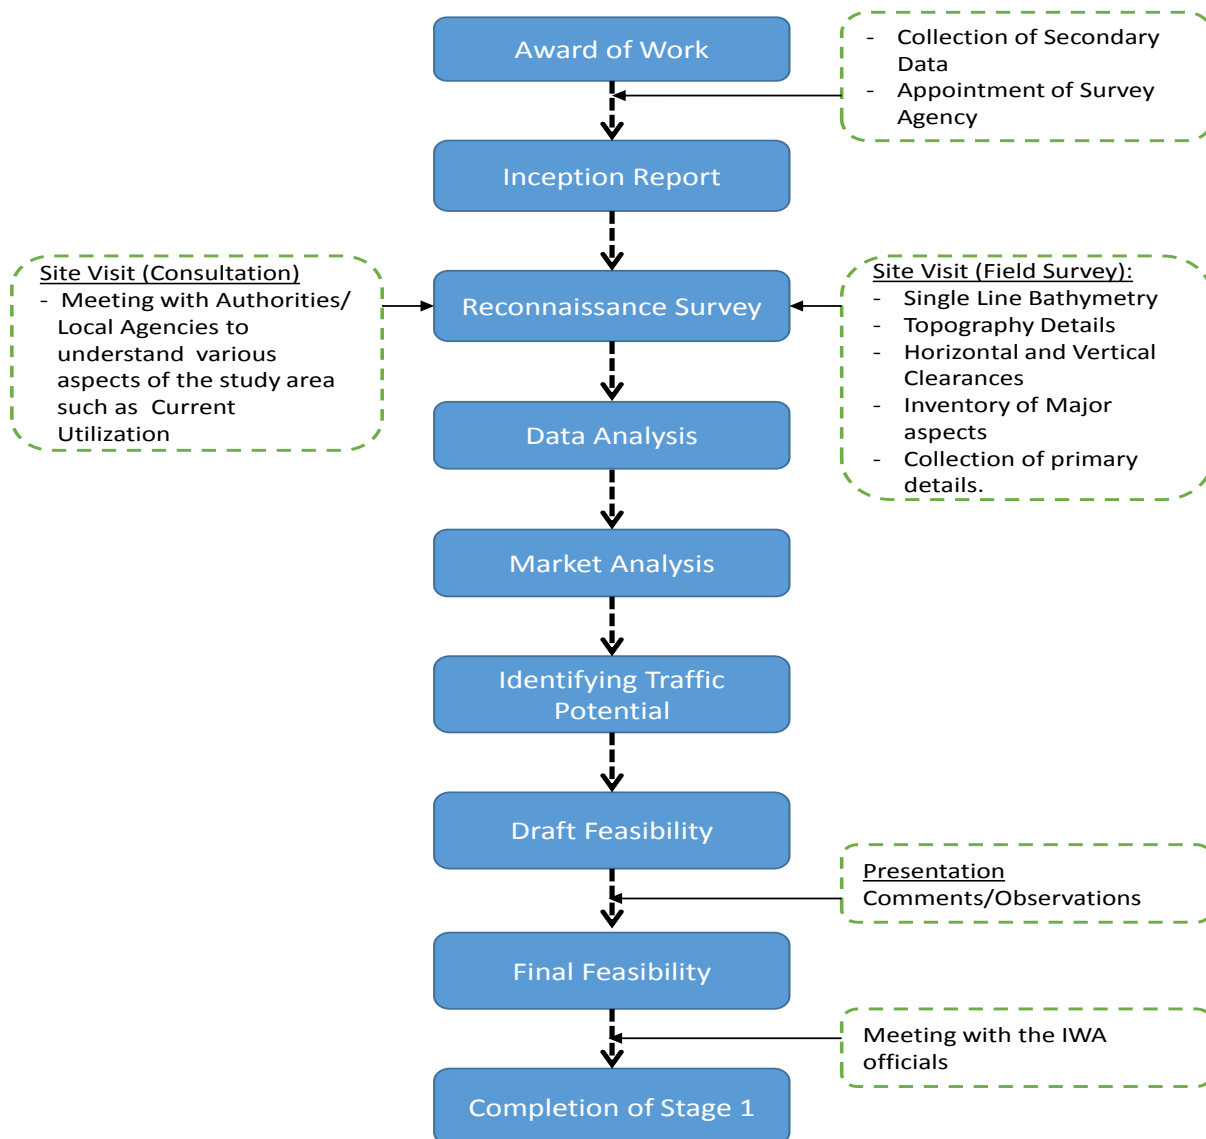 Award of Work
- Collection of Secondary
Data
- Appointment of Survey
Agency
Inception Report
Site Visit (Consultation)
- Meeting with Authorities/
Local Agencies to
understand various
aspects of the study area
such as Current
Utilization
Reconnaissance Survey
Site Visit (Field Survey):
- Single Line Bathymetry
- Topography Details
- Horizontal and Vertical
Clearances
- Inventory of Major
aspects
- Collection of primary
details.
Data Analysis
Market Analysis
Identifying Traffic
Potential
Draft Feasibility
Presentation
Comments/Observations
Final Feasibility
Meeting with the IWA
officials
Completion of Stage 1